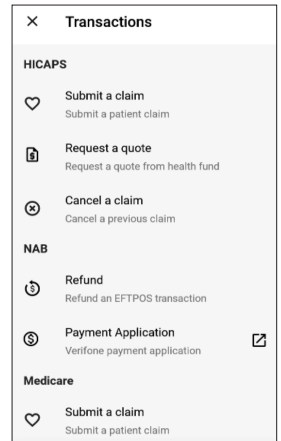 Transactions
HICAPS
Submit a claim
Submit a patient claim
Request a quote
Request a quote from health fund
Cancel a claim
Cancel a previous claim
NAB
Refund
Refund an EFTPOS transaction
Payment Application
Verifone payment application
Medicare
Submit a claim
Submit a patient claim